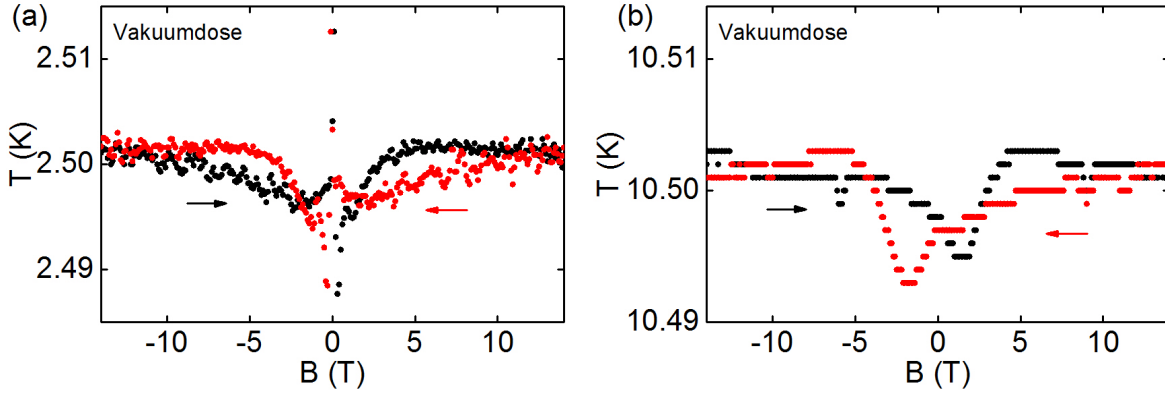 (a)
Vakuumdose
2.51
2.50
2.49
T (K)
-10 -5 0 5 10
B (T)
(b)
Vakuumdose
10.51
10.50
10.49
T (K)
-10 -5 0 5 10
B (T)